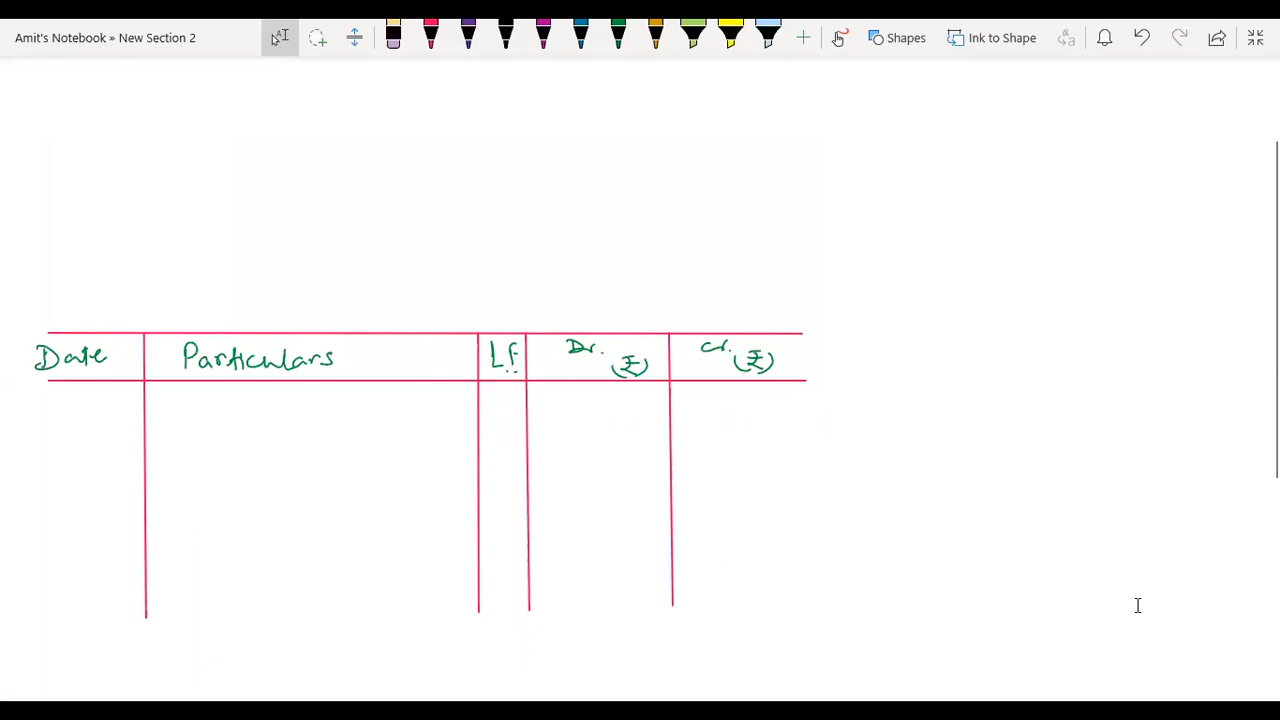 Amit's Notebook » New Section 2
Shapes
Ink to Shape
Date Particulars L.F. Dr. (₹) Cr. (₹)